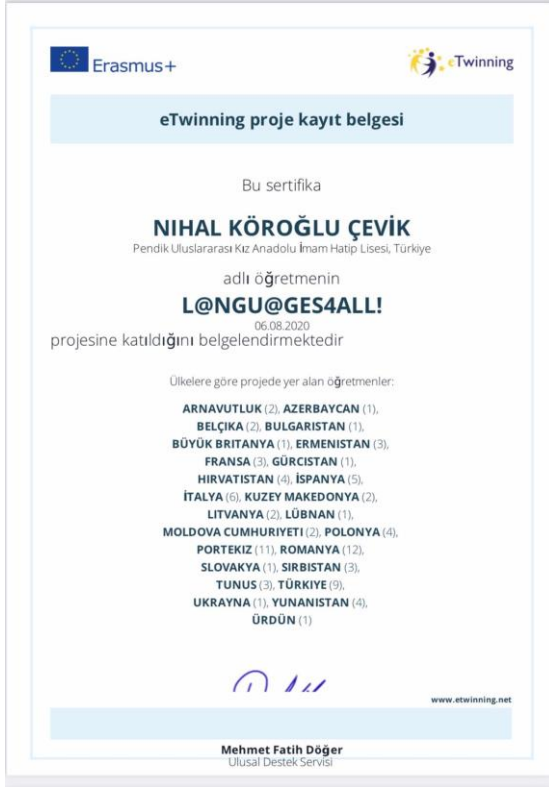 Erasmus+
eTwinning
eTwinning proje kayıt belgesi
Bu sertifika
NIHAL KÖROĞLU ÇEVİK
Pendik Uluslararası Kız Anadolu İmam Hatip Lisesi, Türkiye
adlı öğretmenin
L@NGU@GES4ALL!
06.08.2020
projesine katıldığını belgelendirmektedir
Ülkelere göre projede yer alan öğretmenler:
ARNAVUTLUK (2), AZERBAYCAN (1),
BELÇIKA (2), BULGARISTAN (1),
BÜYÜK BRITANYA (1), ERMENISTAN (3),
FRANSA (3), GÜRCISTAN (1),
HIRVATISTAN (4), İSPANYA (5),
İTALYA (6), KUZEY MAKEDONYA (2),
LITVANYA (2), LÜBNAN (1),
MOLDOVA CUMHURIYETI (2), POLONYA (4),
PORTEKIZ (11), ROMANYA (12),
SLOVAKYA (1), SIRBISTAN (3),
TUNUS (3), TÜRKIYE (9),
UKRAYNA (1), YUNANISTAN (4),
ÜRDÜN (1)
www.etwinning.net
Mehmet Fatih Döğer
Ulusal Destek Servisi